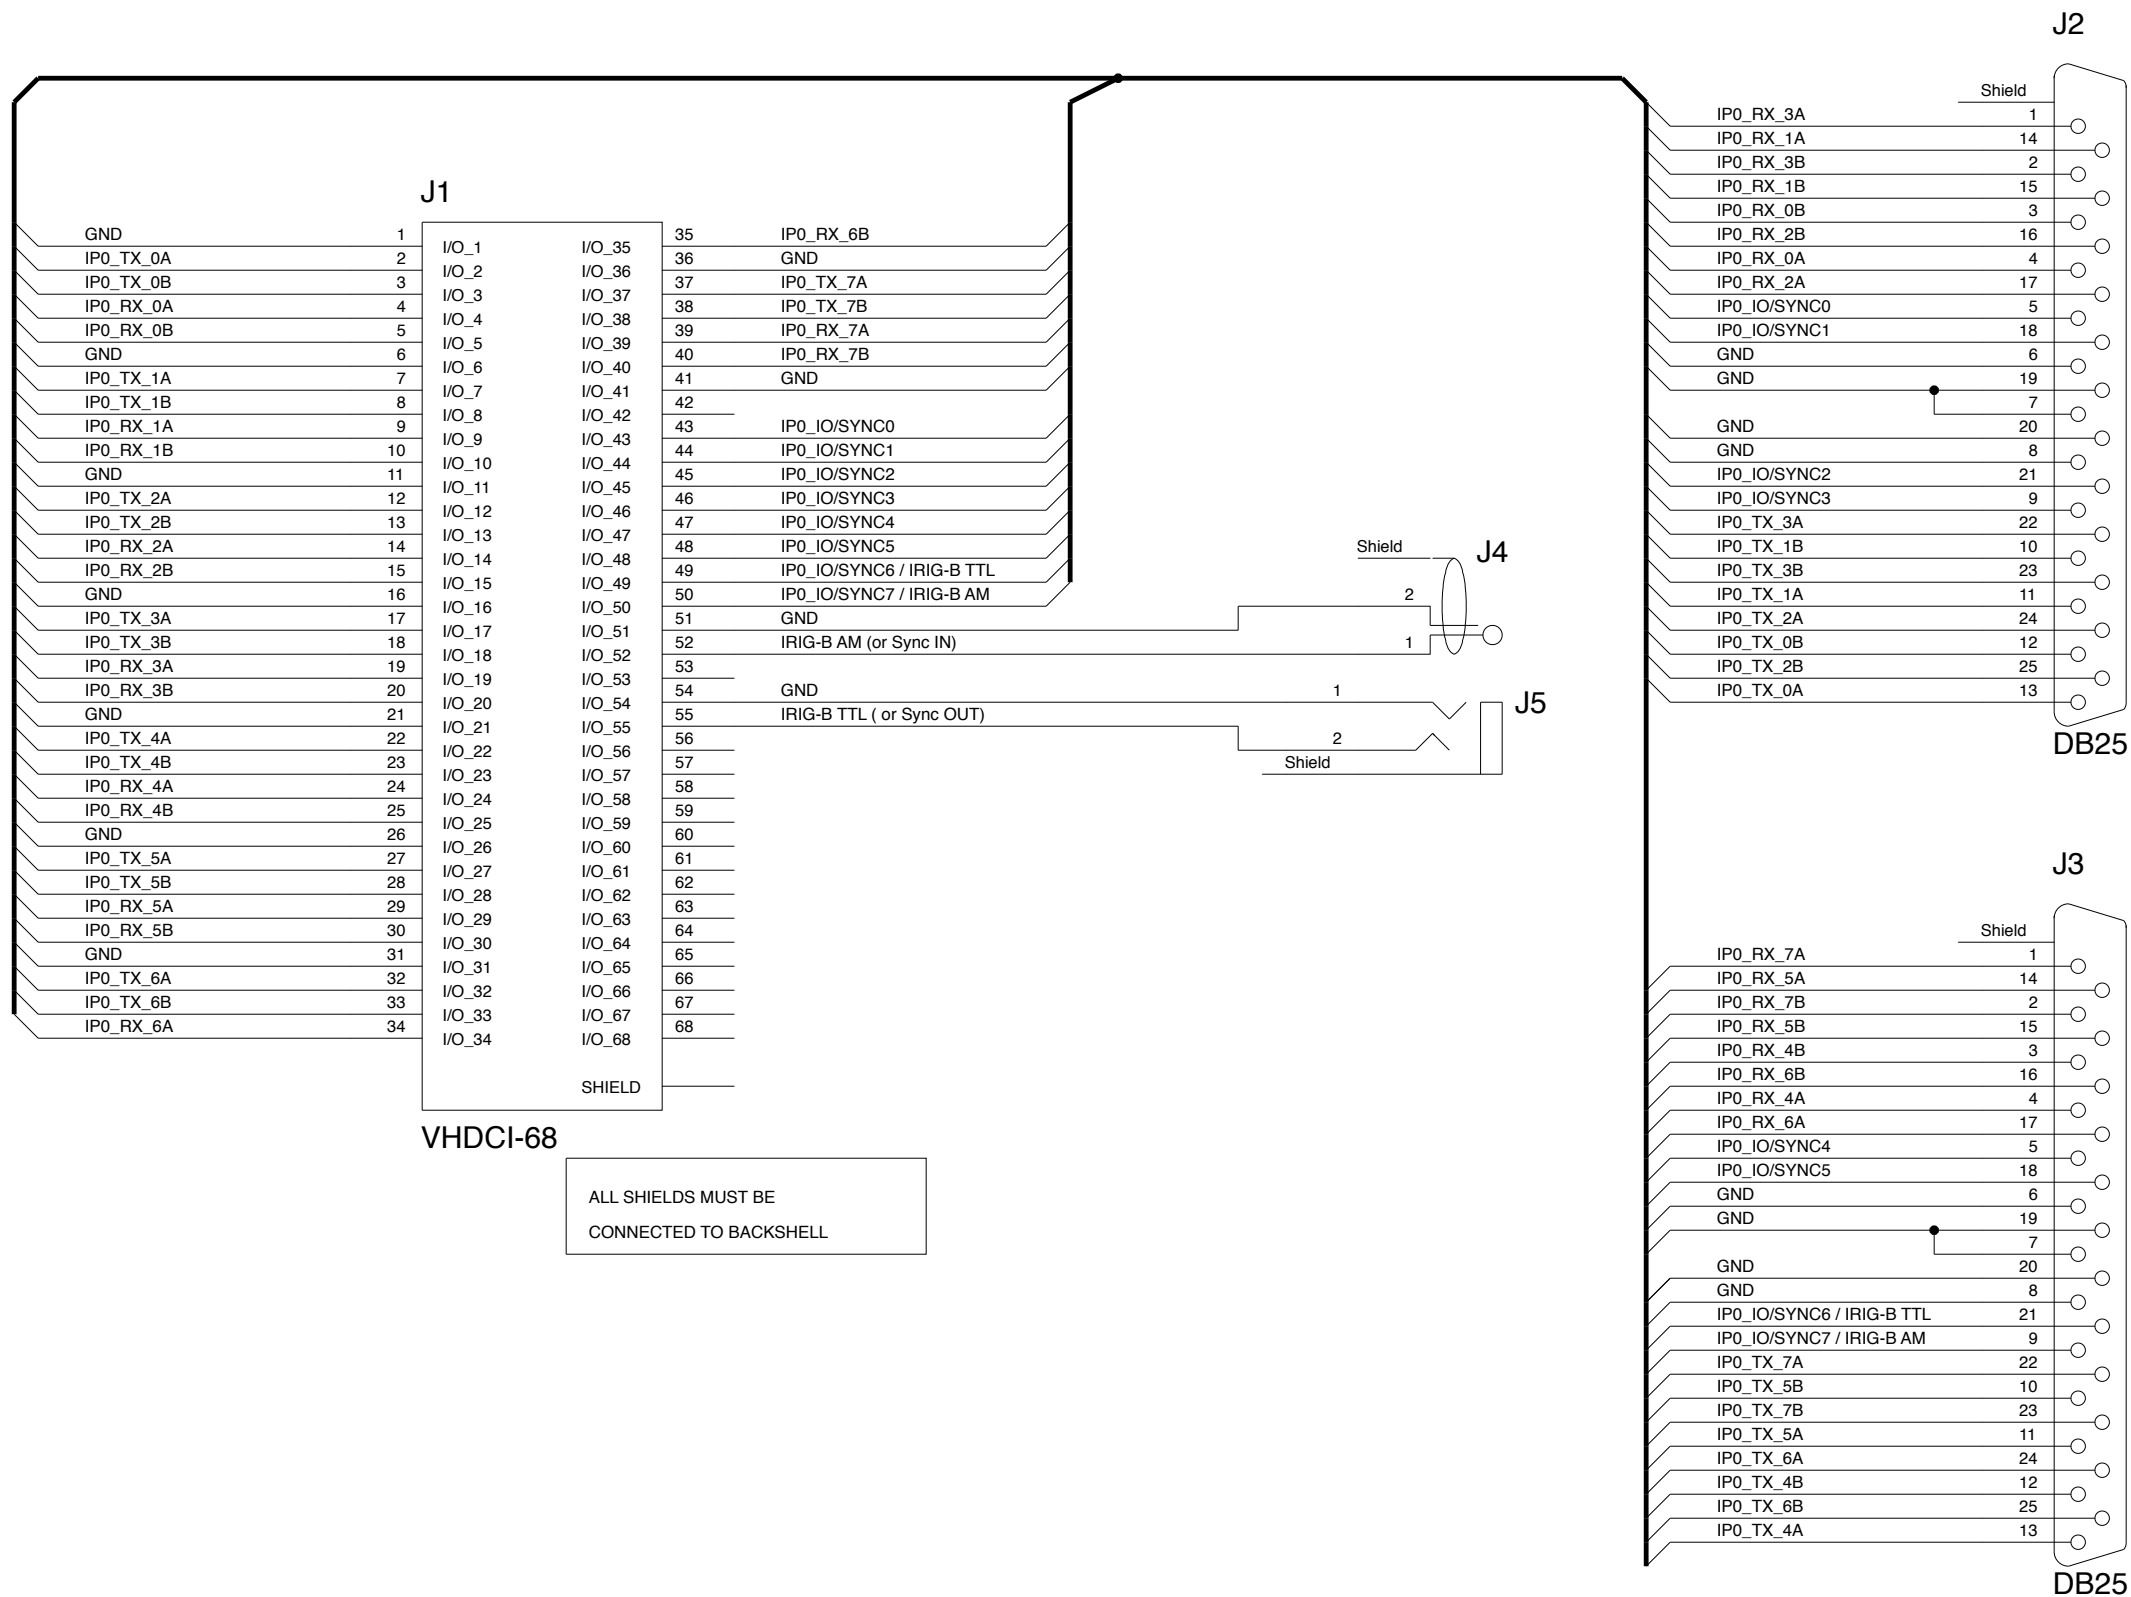 J1
GND 1
IP0_TX_0A 2
IP0_TX_0B 3
IP0_RX_0A 4
IP0_RX_0B 5
GND 6
IP0_TX_1A 7
IP0_TX_1B 8
IP0_RX_1A 9
IP0_RX_1B 10
GND 11
IP0_TX_2A 12
IP0_TX_2B 13
IP0_RX_2A 14
IP0_RX_2B 15
GND 16
IP0_TX_3A 17
IP0_TX_3B 18
IP0_RX_3A 19
IP0_RX_3B 20
GND 21
IP0_TX_4A 22
IP0_TX_4B 23
IP0_RX_4A 24
IP0_RX_4B 25
GND 26
IP0_TX_5A 27
IP0_TX_5B 28
IP0_RX_5A 29
IP0_RX_5B 30
GND 31
IP0_TX_6A 32
IP0_TX_6B 33
IP0_RX_6A 34
I/O_1 I/O_35
I/O_2 I/O_36
I/O_3 I/O_37
I/O_4 I/O_38
I/O_5 I/O_39
I/O_6 I/O_40
I/O_7 I/O_41
I/O_8 I/O_42
I/O_9 I/O_43
I/O_10 I/O_44
I/O_11 I/O_45
I/O_12 I/O_46
I/O_13 I/O_47
I/O_14 I/O_48
I/O_15 I/O_49
I/O_16 I/O_50
I/O_17 I/O_51
I/O_18 I/O_52
I/O_19 I/O_53
I/O_20 I/O_54
I/O_21 I/O_55
I/O_22 I/O_56
I/O_23 I/O_57
I/O_24 I/O_58
I/O_25 I/O_59
I/O_26 I/O_60
I/O_27 I/O_61
I/O_28 I/O_62
I/O_29 I/O_63
I/O_30 I/O_64
I/O_31 I/O_65
I/O_32 I/O_66
I/O_33 I/O_67
I/O_34 I/O_68
SHIELD
VHDCI-68
35 IP0_RX_6B
36 GND
37 IP0_TX_7A
38 IP0_TX_7B
39 IP0_RX_7A
40 IP0_RX_7B
41 GND
42
43 IP0_IO/SYNC0
44 IP0_IO/SYNC1
45 IP0_IO/SYNC2
46 IP0_IO/SYNC3
47 IP0_IO/SYNC4
48 IP0_IO/SYNC5
49 IP0_IO/SYNC6 / IRIG-B TTL
50 IP0_IO/SYNC7 / IRIG-B AM
51 GND
52 IRIG-B AM (or Sync IN)
53
54 GND
55 IRIG-B TTL ( or Sync OUT)
56
57
58
59
60
61
62
63
64
65
66
67
68
ALL SHIELDS MUST BE
CONNECTED TO BACKSHELL
Shield J4
2
1
1
J5
2
Shield
J2
Shield
IP0_RX_3A 1
IP0_RX_1A 14
IP0_RX_3B 2
IP0_RX_1B 15
IP0_RX_0B 3
IP0_RX_2B 16
IP0_RX_0A 4
IP0_RX_2A 17
IP0_IO/SYNC0 5
IP0_IO/SYNC1 18
GND 6
GND 19
7
GND 20
GND 8
IP0_IO/SYNC2 21
IP0_IO/SYNC3 9
IP0_TX_3A 22
IP0_TX_1B 10
IP0_TX_3B 23
IP0_TX_1A 11
IP0_TX_2A 24
IP0_TX_0B 12
IP0_TX_2B 25
IP0_TX_0A 13
DB25
J3
Shield
IP0_RX_7A 1
IP0_RX_5A 14
IP0_RX_7B 2
IP0_RX_5B 15
IP0_RX_4B 3
IP0_RX_6B 16
IP0_RX_4A 4
IP0_RX_6A 17
IP0_IO/SYNC4 5
IP0_IO/SYNC5 18
GND 6
GND 19
7
GND 20
GND 8
IP0_IO/SYNC6 / IRIG-B TTL 21
IP0_IO/SYNC7 / IRIG-B AM 9
IP0_TX_7A 22
IP0_TX_5B 10
IP0_TX_7B 23
IP0_TX_5A 11
IP0_TX_6A 24
IP0_TX_4B 12
IP0_TX_6B 25
IP0_TX_4A 13
DB25